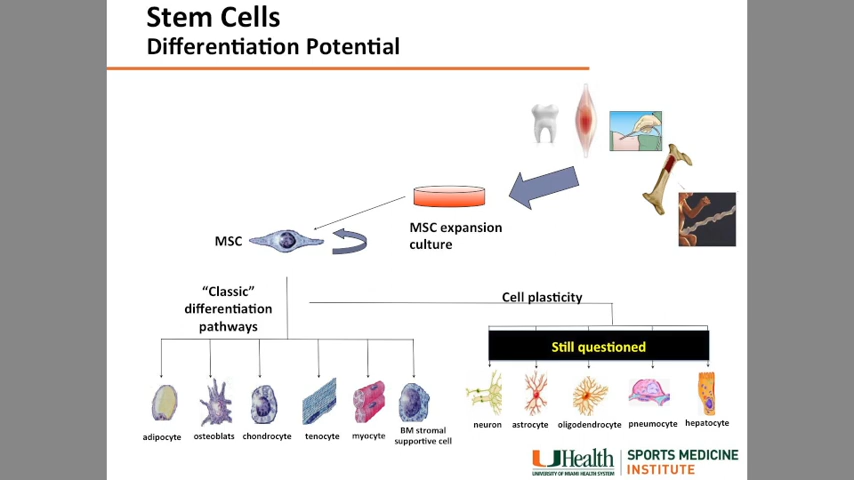 Stem Cells
Differentiation Potential
MSC expansion
culture
MSC
“Classic”
differentiation
pathways
Cell plasticity
Still questioned
adipocyte
osteoblats
chondrocyte
tenocyte
myocyte
BM stromal
supportive cell
neuron
astrocyte
oligodendrocyte
pneumocyte
hepatocyte
UHealth
UNIVERSITY OF MIAMI HEALTH SYSTEM
SPORTS MEDICINE
INSTITUTE